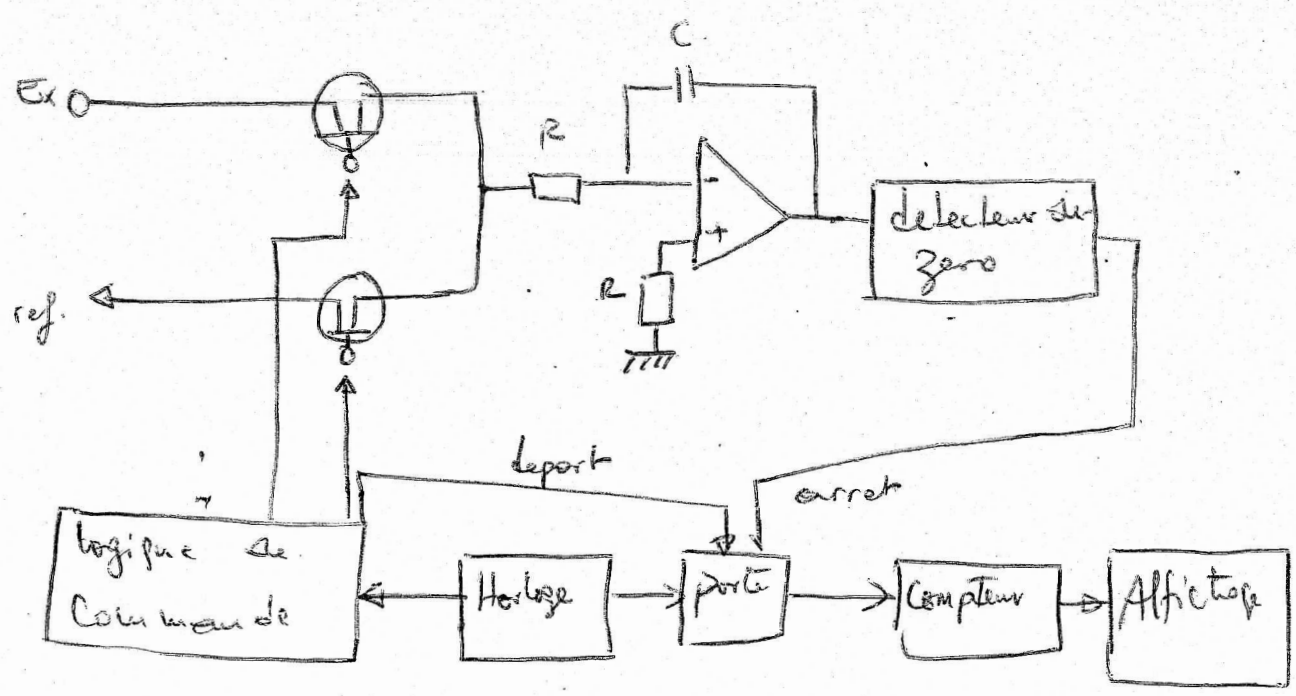 C
Ex
R
-
+
R
detecteur de
zero
ref.
depart
arret
Logique de
Commande
Horloge
porte
Compteur
Affichage